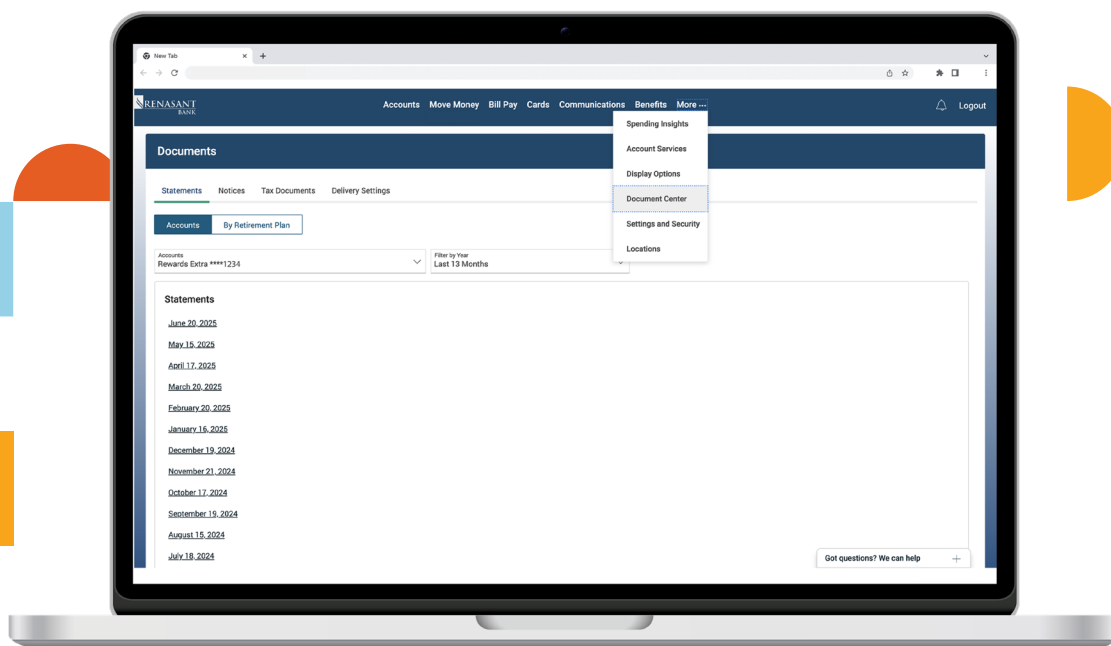 New Tab
RENASANT
BANK
Accounts Move Money Bill Pay Cards Communications Benefits More ...
Logout
Spending Insights
Account Services
Display Options
Document Center
Settings and Security
Locations
Documents
Statements Notices Tax Documents Delivery Settings
Accounts By Retirement Plan
Accounts
Rewards Extra ****1234
Filter by Year
Last 13 Months
Statements
June 20, 2025
May 15, 2025
April 17, 2025
March 20, 2025
February 20, 2025
January 16, 2025
December 19, 2024
November 21, 2024
October 17, 2024
September 19, 2024
August 15, 2024
July 18, 2024
Got questions? We can help